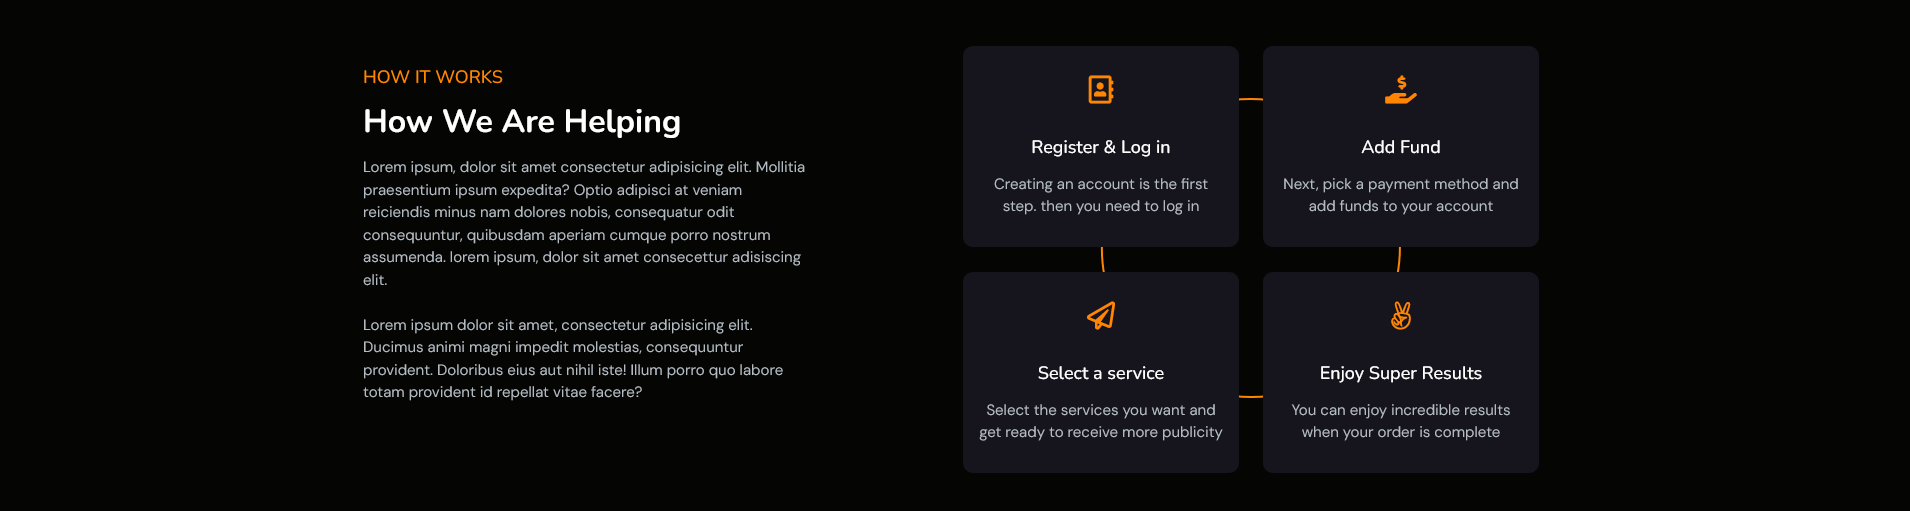 HOW IT WORKS
How We Are Helping
Lorem ipsum, dolor sit amet consectetur adipisicing elit. Mollitia
praesentium ipsum expedita? Optio adipisci at veniam
reiciendis minus nam dolores nobis, consequatur odit
consequuntur, quibusdam aperiam cumque porro nostrum
assumenda. lorem ipsum, dolor sit amet consecettur adisiscing
elit.
Lorem ipsum dolor sit amet, consectetur adipisicing elit.
Ducimus animi magni impedit molestias, consequuntur
provident. Doloribus eius aut nihil iste! Illum porro quo labore
totam provident id repellat vitae facere?
Register & Log in
Creating an account is the first
step. then you need to log in
Add Fund
Next, pick a payment method and
add funds to your account
Select a service
Select the services you want and
get ready to receive more publicity
Enjoy Super Results
You can enjoy incredible results
when your order is complete